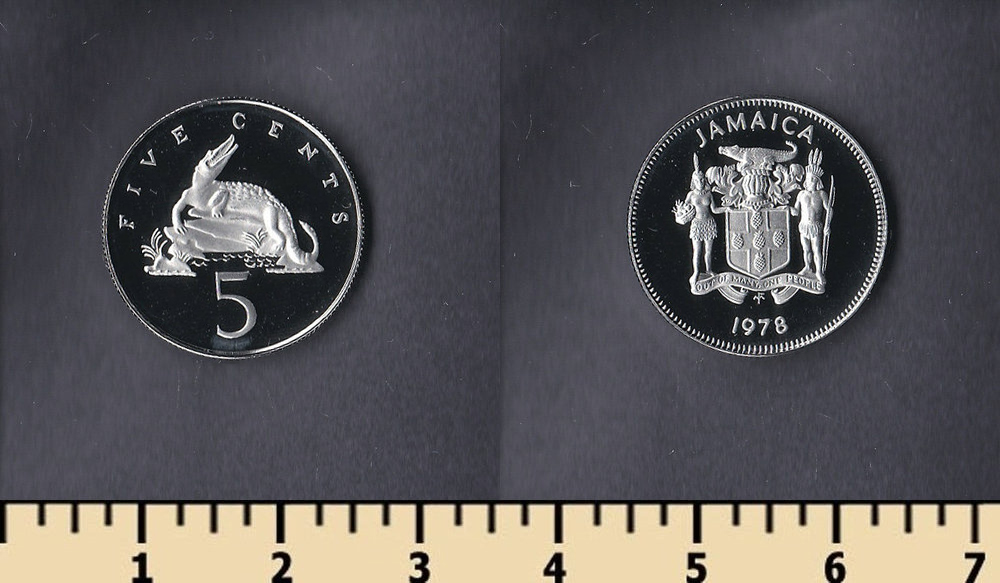 FIVE CENTS
5
JAMAICA
OUT OF MANY, ONE PEOPLE
1978
1 2 3 4 5 6 7